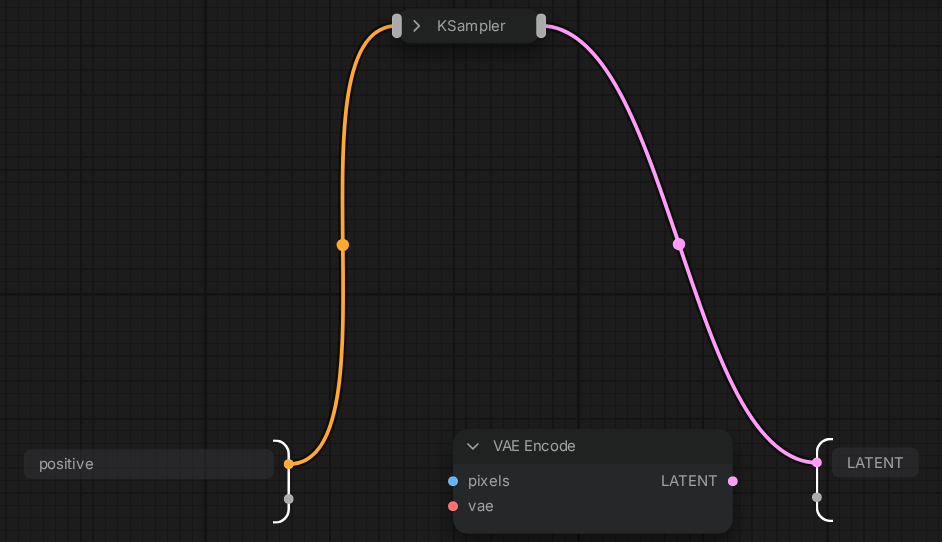 KSampler
positive
VAE Encode
LATENT
pixels
LATENT
vae